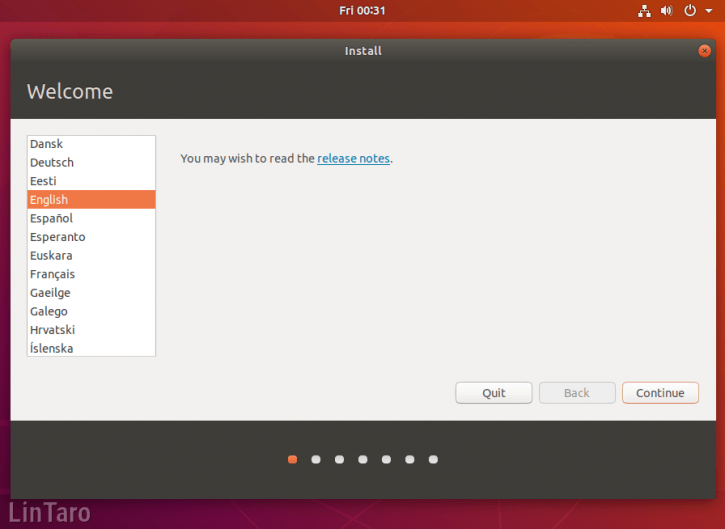 Fri 00:31
Install
Welcome
Dansk
Deutsch
Eesti
English
Español
Esperanto
Euskara
Français
Gaeilge
Galego
Hrvatski
Íslenska
You may wish to read the release notes.
Quit
Back
Continue
LinTaro